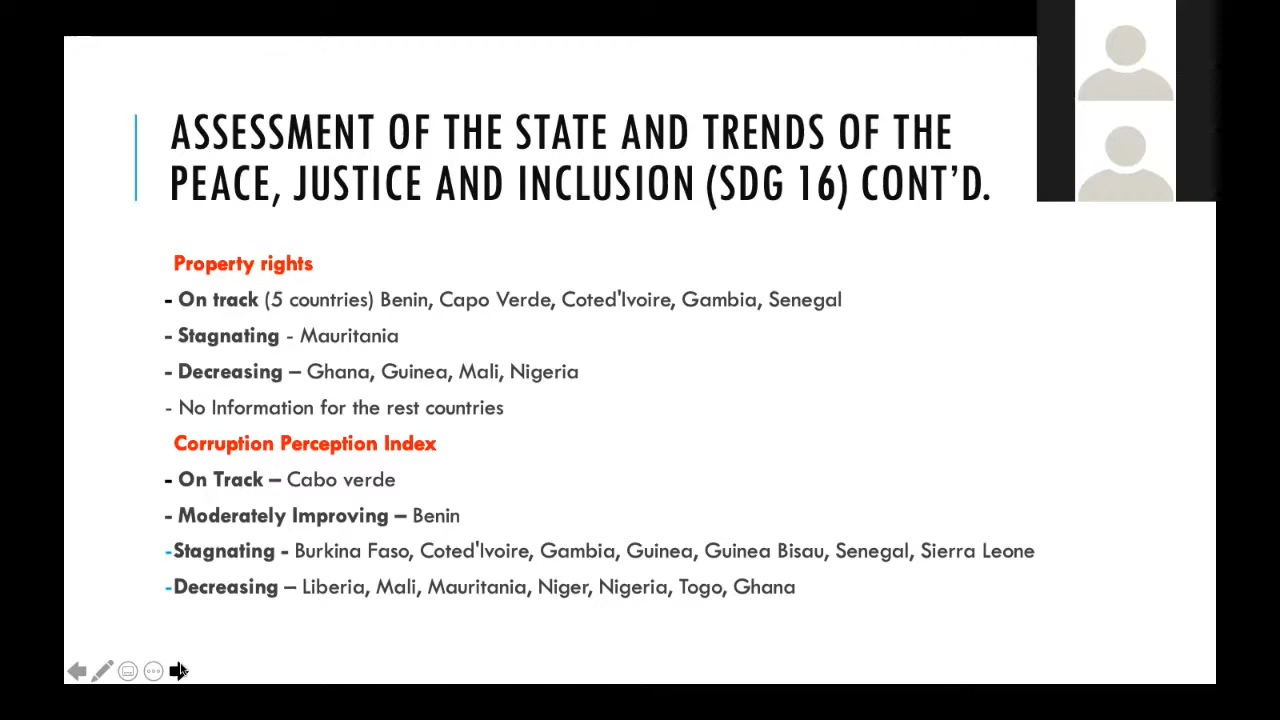 ASSESSMENT OF THE STATE AND TRENDS OF THE
PEACE, JUSTICE AND INCLUSION (SDG 16) CONT'D.
Property rights
- On track (5 countries) Benin, Capo Verde, Coted'Ivoire, Gambia, Senegal
- Stagnating - Mauritania
- Decreasing – Ghana, Guinea, Mali, Nigeria
- No Information for the rest countries
Corruption Perception Index
- On Track – Cabo verde
- Moderately Improving – Benin
-Stagnating - Burkina Faso, Coted'Ivoire, Gambia, Guinea, Guinea Bisau, Senegal, Sierra Leone
-Decreasing – Liberia, Mali, Mauritania, Niger, Nigeria, Togo, Ghana